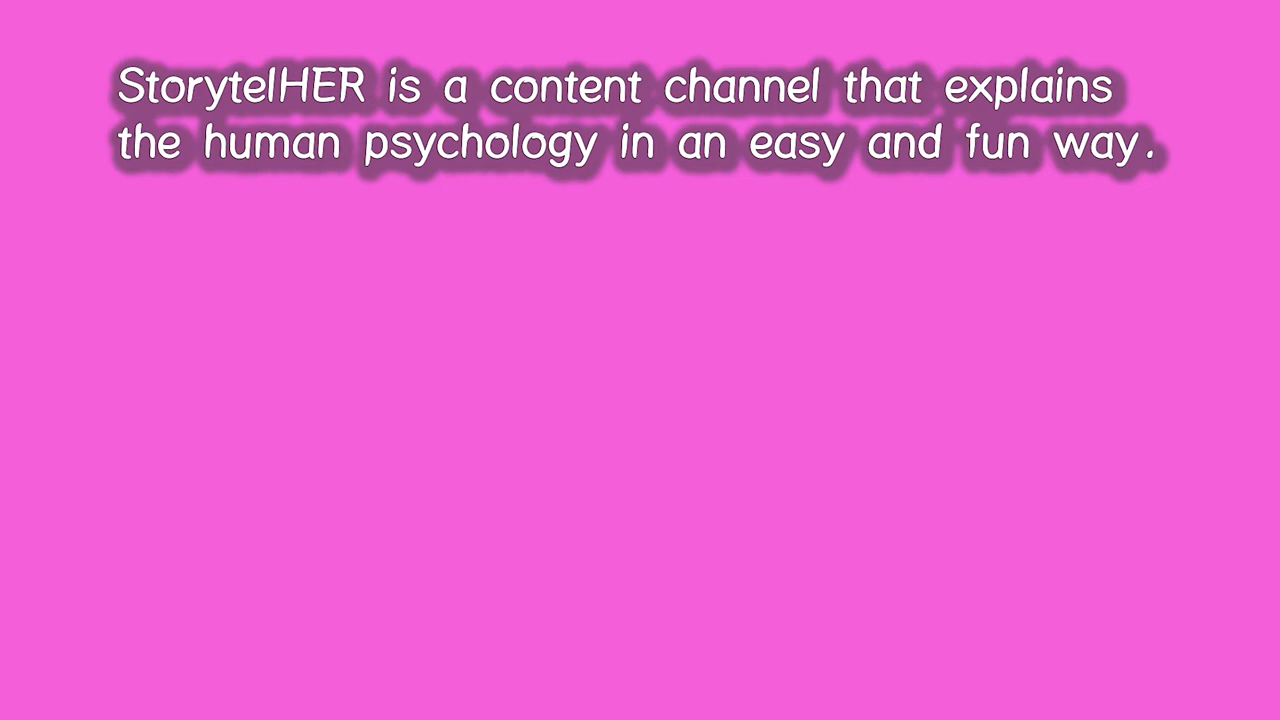 StorytelHER is a content channel that explains
the human psychology in an easy and fun way.